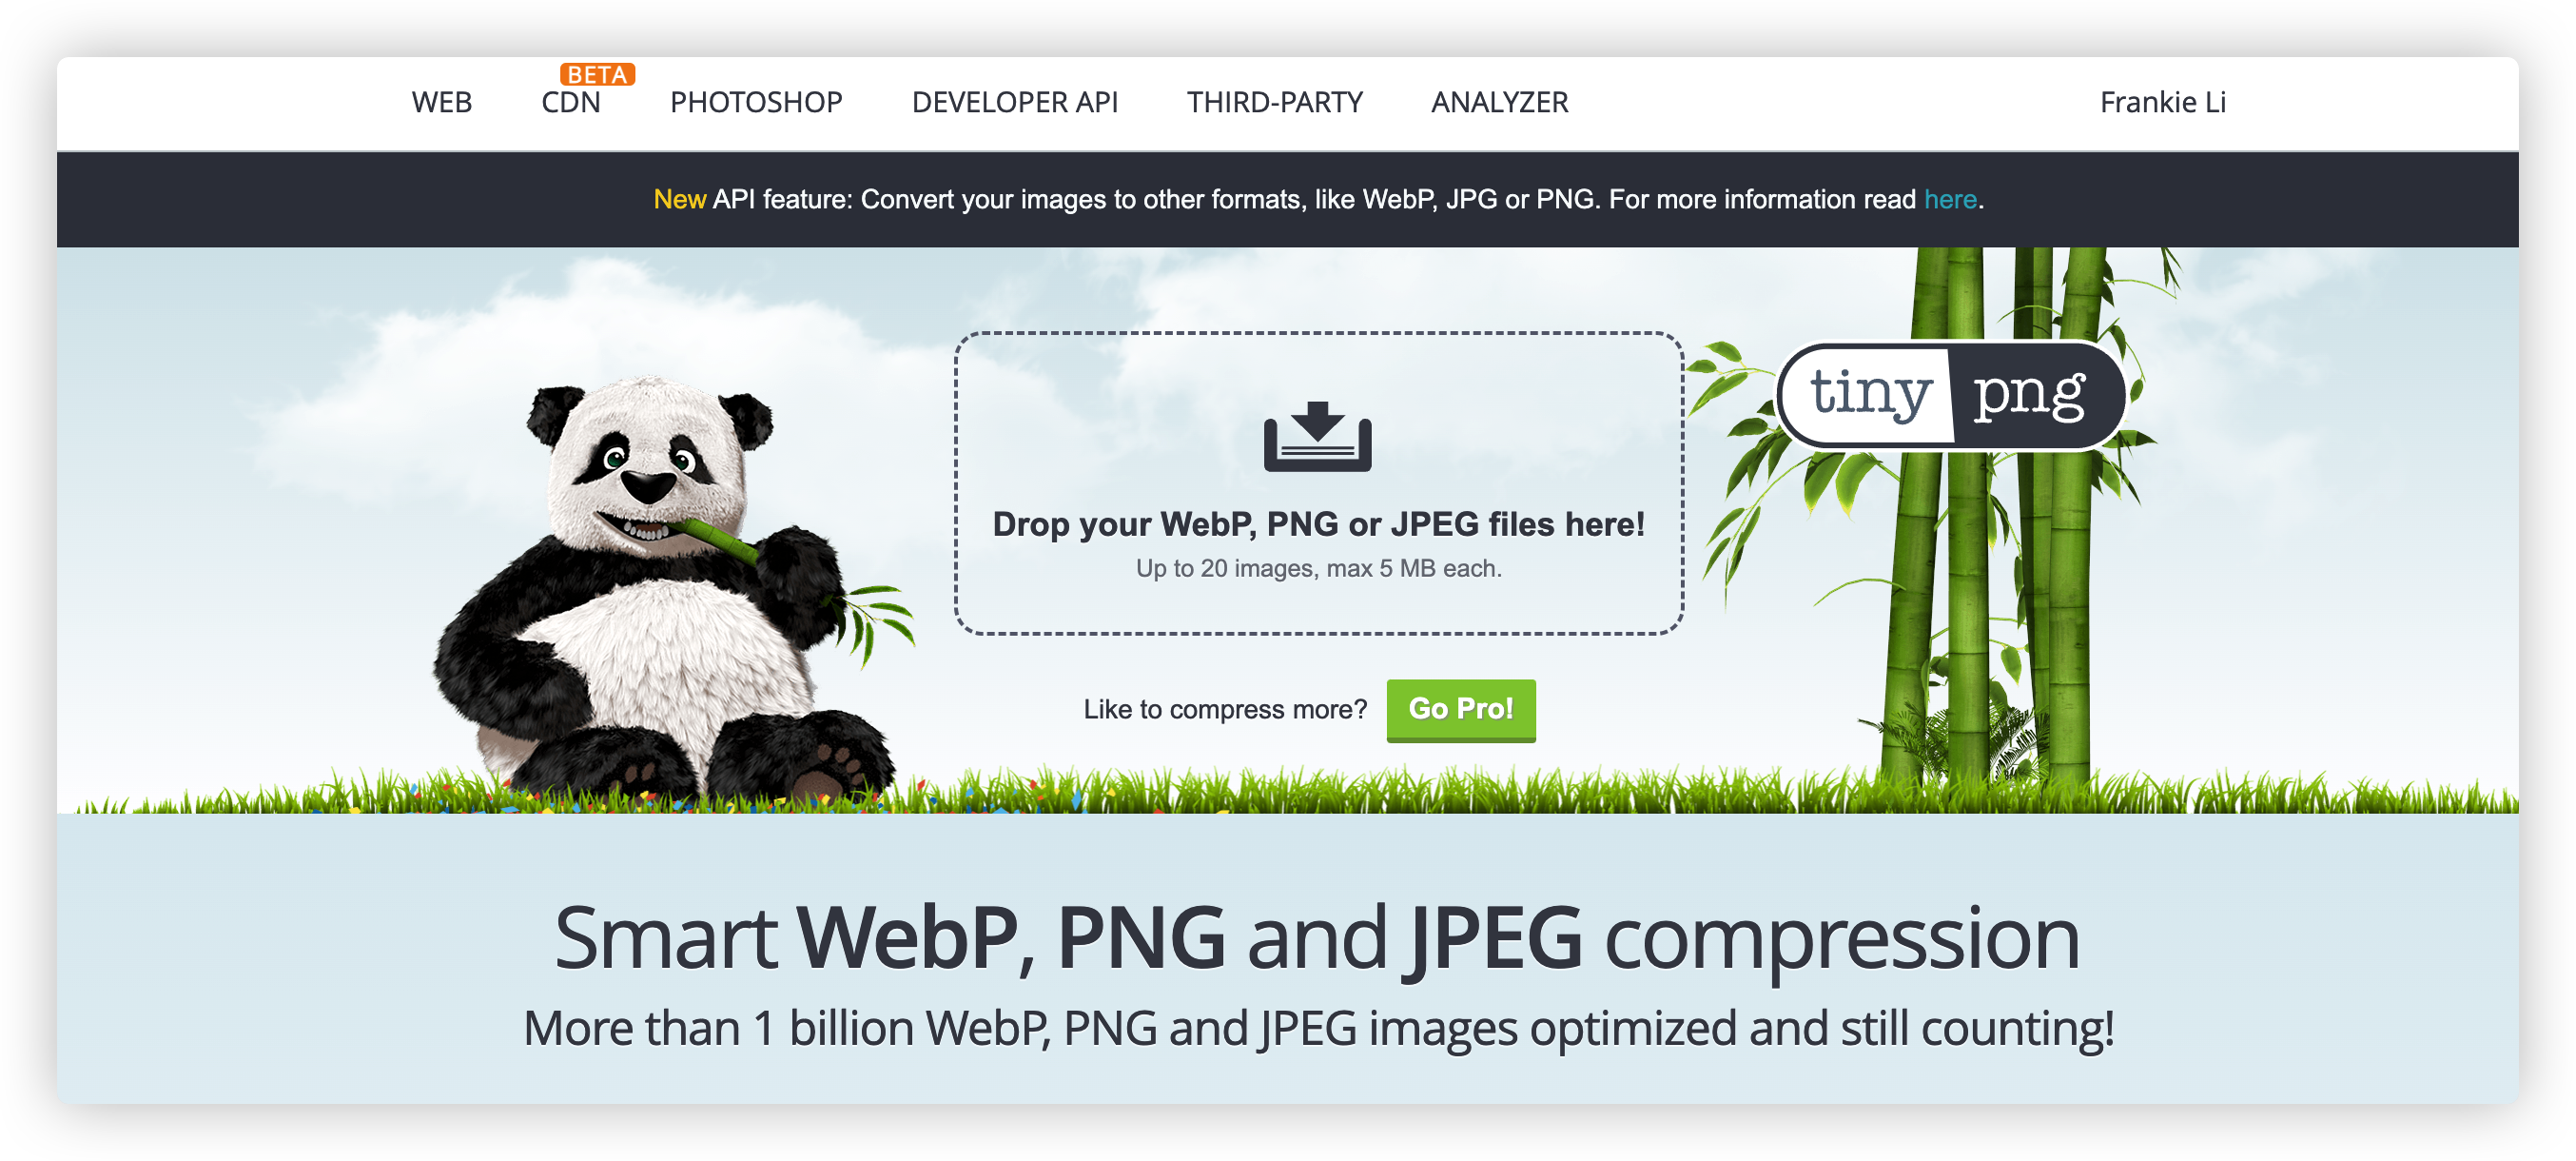 BETA
WEB CDN PHOTOSHOP DEVELOPER API THIRD-PARTY ANALYZER Frankie Li
New API feature: Convert your images to other formats, like WebP, JPG or PNG. For more information read here.
tiny png
Drop your WebP, PNG or JPEG files here!
Up to 20 images, max 5 MB each.
Like to compress more? Go Pro!
Smart WebP, PNG and JPEG compression
More than 1 billion WebP, PNG and JPEG images optimized and still counting!